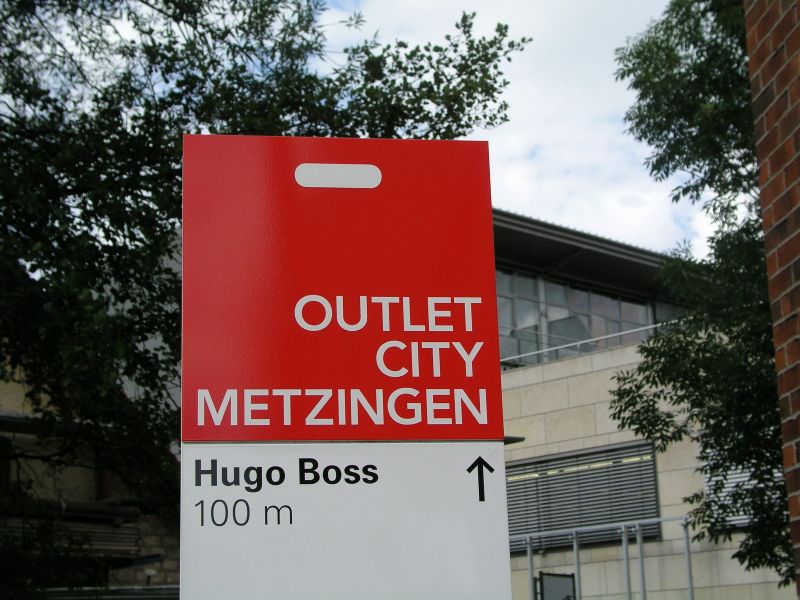 OUTLET
CITY
METZINGEN
Hugo Boss ↑
100 m